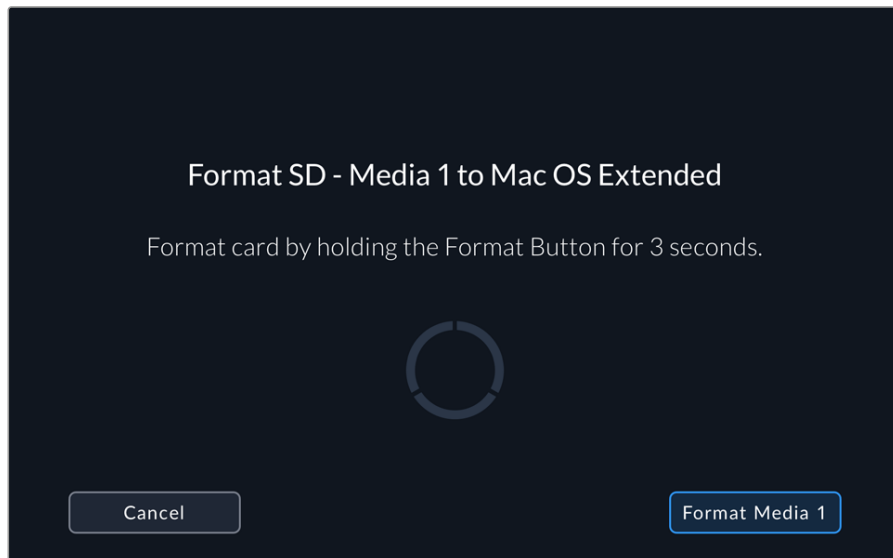 Format SD - Media 1 to Mac OS Extended
Format card by holding the Format Button for 3 seconds.
Cancel
Format Media 1